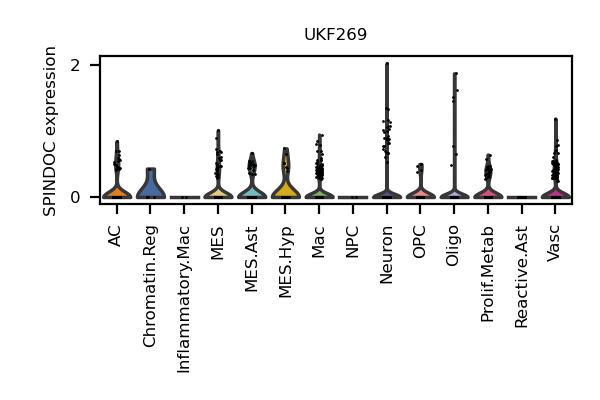 UKF269
SPINDOC expression
2
0
AC
Chromatin.Reg
Inflammatory.Mac
MES
MES.Ast
MES.Hyp
Mac
NPC
Neuron
OPC
Oligo
Prolif.Metab
Reactive.Ast
Vasc